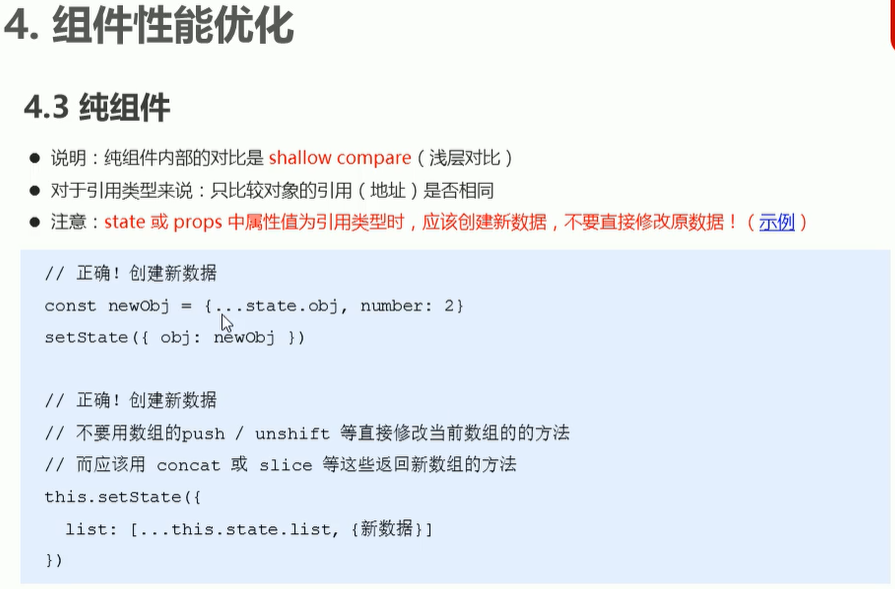 4. 组件性能优化
4.3 纯组件
● 说明：纯组件内部的对比是 shallow compare（浅层对比）
● 对于引用类型来说：只比较对象的引用（地址）是否相同
● 注意：state 或 props 中属性值为引用类型时，应该创建新数据，不要直接修改原数据！（示例）
// 正确！创建新数据
const newObj = {...state.obj, number: 2}
setState({ obj: newObj })
// 正确！创建新数据
// 不要用数组的push / unshift 等直接修改当前数组的的方法
// 而应该用 concat 或 slice 等这些返回新数组的方法
this.setState({
list: [...this.state.list, {新数据}]
})